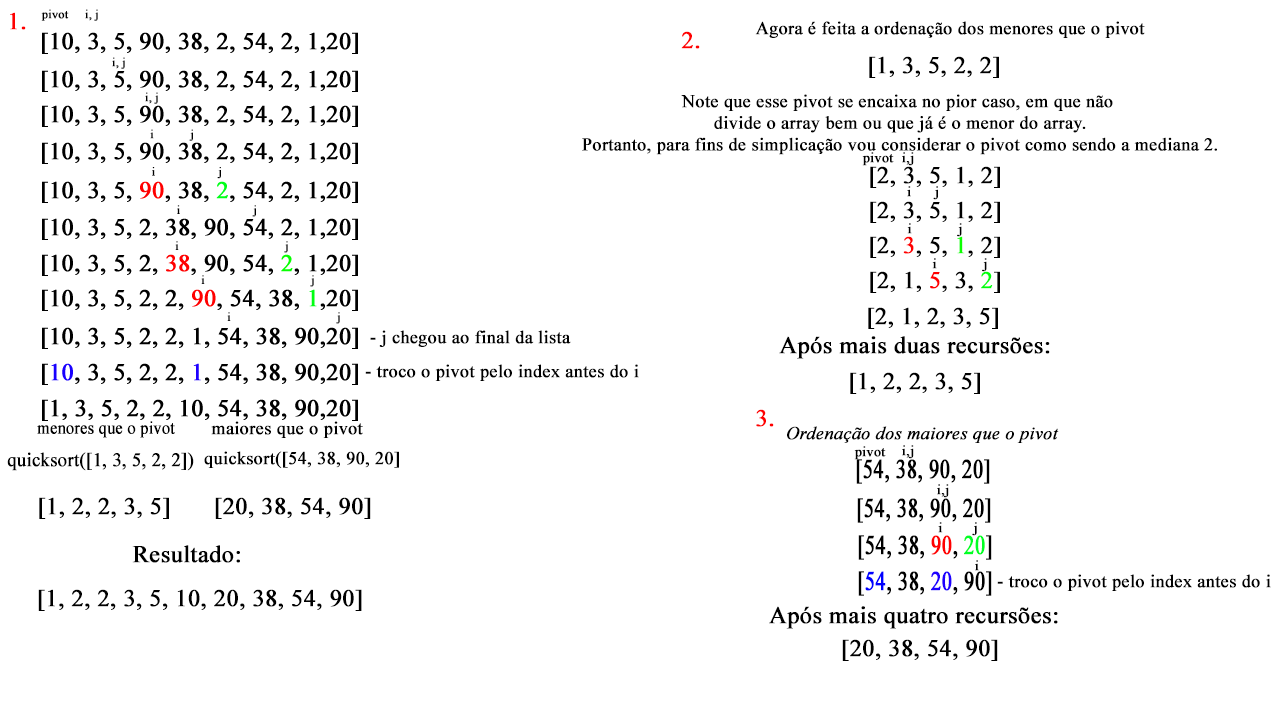 1.
pivot i, j
[10, 3, 5, 90, 38, 2, 54, 2, 1,20]
i, j
[10, 3, 5, 90, 38, 2, 54, 2, 1,20]
i, j
[10, 3, 5, 90, 38, 2, 54, 2, 1,20]
i j
[10, 3, 5, 90, 38, 2, 54, 2, 1,20]
i j
[10, 3, 5, 90, 38, 2, 54, 2, 1,20]
i j
[10, 3, 5, 2, 38, 90, 54, 2, 1,20]
i j
[10, 3, 5, 2, 38, 90, 54, 2, 1,20]
i j
[10, 3, 5, 2, 2, 90, 54, 38, 1,20]
i j
[10, 3, 5, 2, 2, 1, 54, 38, 90,20] - j chegou ao final da lista
[10, 3, 5, 2, 2, 1, 54, 38, 90,20] - troco o pivot pelo index antes do i
[1, 3, 5, 2, 2, 10, 54, 38, 90,20]
menores que o pivot maiores que o pivot
quicksort([1, 3, 5, 2, 2]) quicksort([54, 38, 90, 20]
[1, 2, 2, 3, 5] [20, 38, 54, 90]
Resultado:
[1, 2, 2, 3, 5, 10, 20, 38, 54, 90]
2.
Agora é feita a ordenação dos menores que o pivot
[1, 3, 5, 2, 2]
Note que esse pivot se encaixa no pior caso, em que não
divide o array bem ou que já é o menor do array.
Portanto, para fins de simplicação vou considerar o pivot como sendo a mediana 2.
pivot i,j
[2, 3, 5, 1, 2]
i j
[2, 3, 5, 1, 2]
i j
[2, 3, 5, 1, 2]
i j
[2, 1, 5, 3, 2]
[2, 1, 2, 3, 5]
Após mais duas recursões:
[1, 2, 2, 3, 5]
3.
Ordenação dos maiores que o pivot
pivot i,j
[54, 38, 90, 20]
i,j
[54, 38, 90, 20]
i j
[54, 38, 90, 20]
i
[54, 38, 20, 90] - troco o pivot pelo index antes do i
Após mais quatro recursões:
[20, 38, 54, 90]